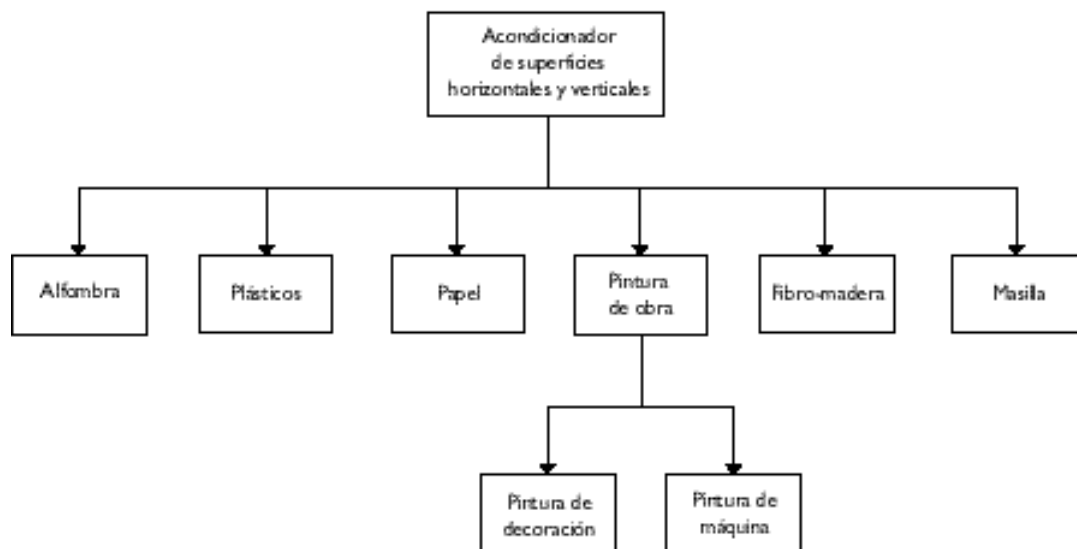 Acondicionador
de superficies
horizontales y verticales
Alfombra
Plásticos
Papel
Pintura
de obra
Fibro-madera
Masilla
Pintura de
decoración
Pintura de
máquina